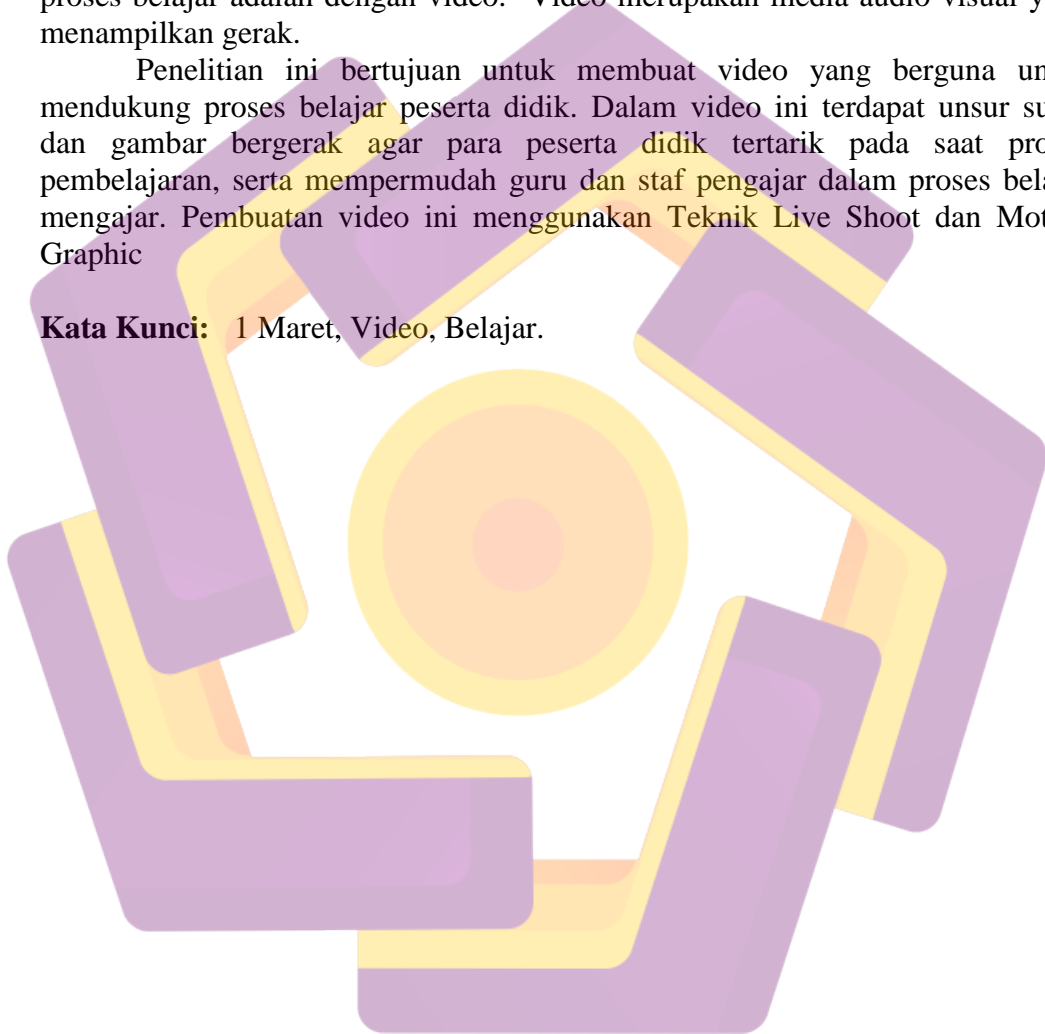 proses belajar adalah dengan video. Video merupakan media audio visual y
menampilkan gerak.
Penelitian ini bertujuan untuk membuat video yang berguna un
mendukung proses belajar peserta didik. Dalam video ini terdapat unsur su
dan gambar bergerak agar para peserta didik tertarik pada saat pro
pembelajaran, serta mempermudah guru dan staf pengajar dalam proses bela
mengajar. Pembuatan video ini menggunakan Teknik Live Shoot dan Mot
Graphic
Kata Kunci: 1 Maret, Video, Belajar.